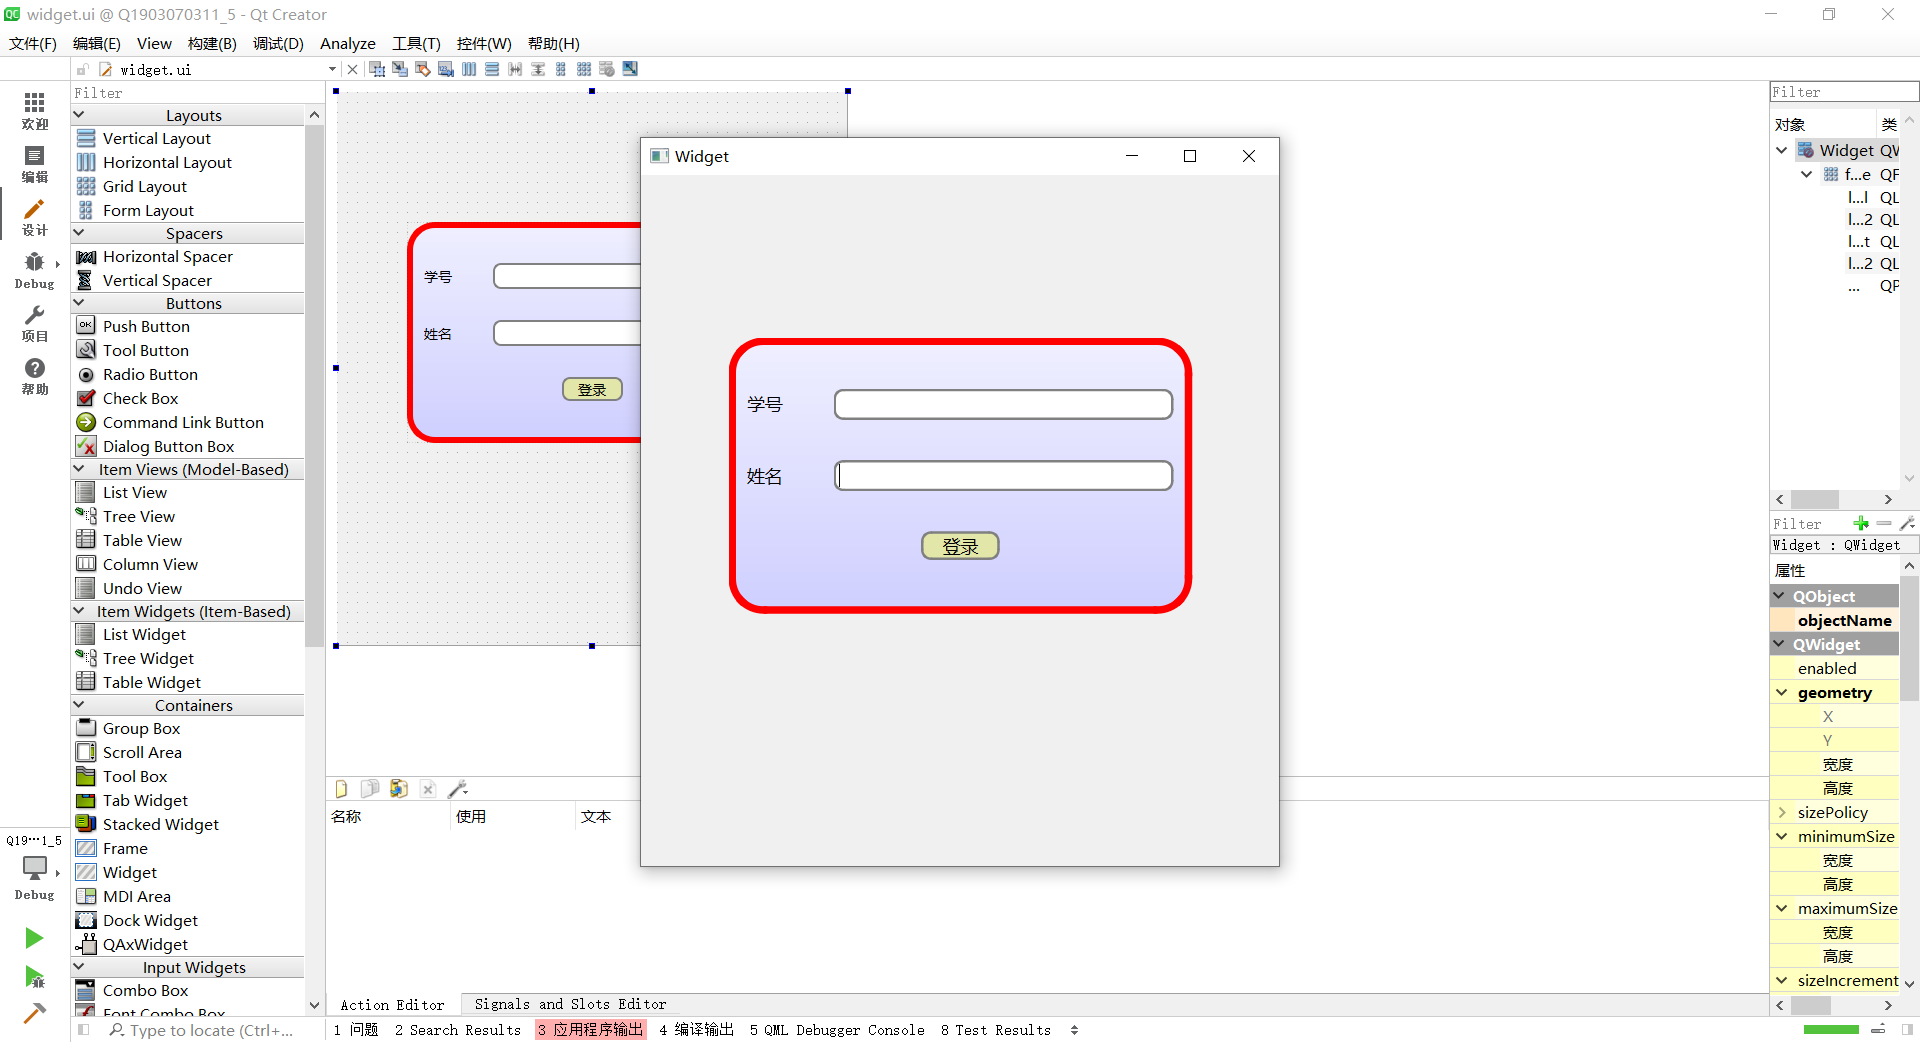 widget.ui @ Q1903070311_5 - Qt Creator
文件(F) 编辑(E) View 构建(B) 调试(D) Analyze 工具(T) 控件(W) 帮助(H)
widget.ui
欢迎
编辑
设计
Debug
项目
帮助
Q19···1_5
Debug
Filter
Layouts
Vertical Layout
Horizontal Layout
Grid Layout
Form Layout
Spacers
Horizontal Spacer
Vertical Spacer
Buttons
Push Button
Tool Button
Radio Button
Check Box
Command Link Button
Dialog Button Box
Item Views (Model-Based)
List View
Tree View
Table View
Column View
Undo View
Item Widgets (Item-Based)
List Widget
Tree Widget
Table Widget
Containers
Group Box
Scroll Area
Tool Box
Tab Widget
Stacked Widget
Frame
Widget
MDI Area
Dock Widget
QAxWidget
Input Widgets
Combo Box
Font Combo Box
学号
姓名
登录
Widget
学号
姓名
登录
名称 使用 文本
Action Editor Signals and Slots Editor
Filter
对象 类
Widget QW
f...e QF
l...l QL
l...2 QL
l...t QL
l...2 QL
... QP
Filter
Widget : QWidget
属性
QObject
objectName
QWidget
enabled
geometry
X
Y
宽度
高度
sizePolicy
minimumSize
宽度
高度
maximumSize
宽度
高度
sizeIncrement
Type to locate (Ctrl+...
1 问题 2 Search Results 3 应用程序输出 4 编译输出 5 QML Debugger Console 8 Test Results